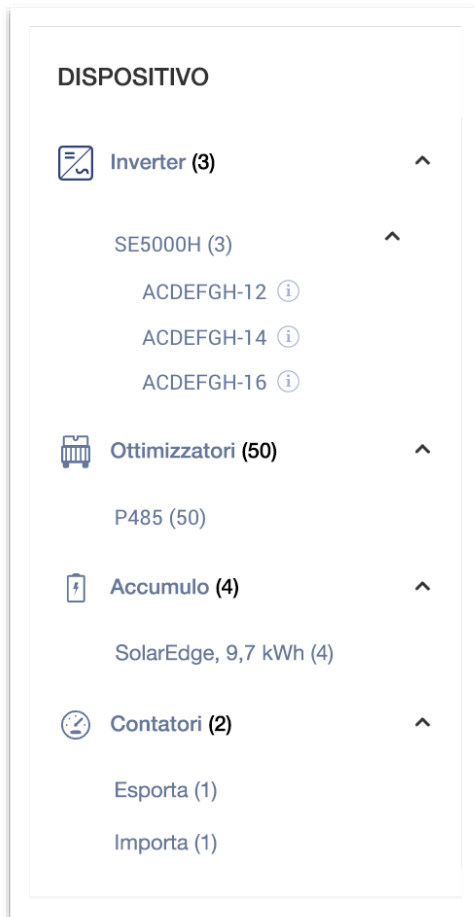 DISPOSITIVO
Inverter (3)
SE5000H (3)
ACDEFGH-12
ACDEFGH-14
ACDEFGH-16
Ottimizzatori (50)
P485 (50)
Accumulo (4)
SolarEdge, 9,7 kWh (4)
Contatori (2)
Esporta (1)
Importa (1)